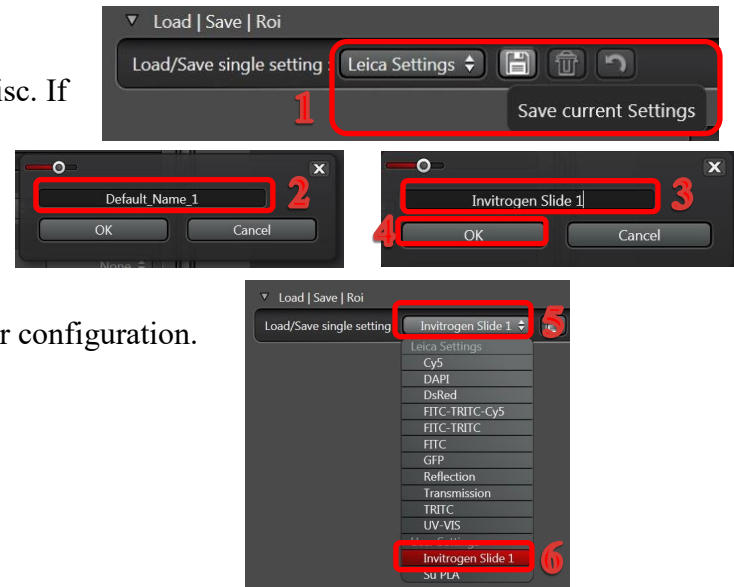 Load | Save | Roi
Load/Save single setting : Leica Settings
isc. If
1
Save current Settings
Default_Name_1
2
OK Cancel
None
Invitrogen Slide 1
3
4
OK Cancel
Load | Save | Roi
r configuration.
Load/Save single setting Invitrogen Slide 1
5
Leica Settings
Cy5
DAPI
DsRed
FITC-TRITC-Cy5
FITC-TRITC
FITC
GFP
Reflection
Transmission
TRITC
UV-VIS
User Settings
Invitrogen Slide 1
6
Su PLA